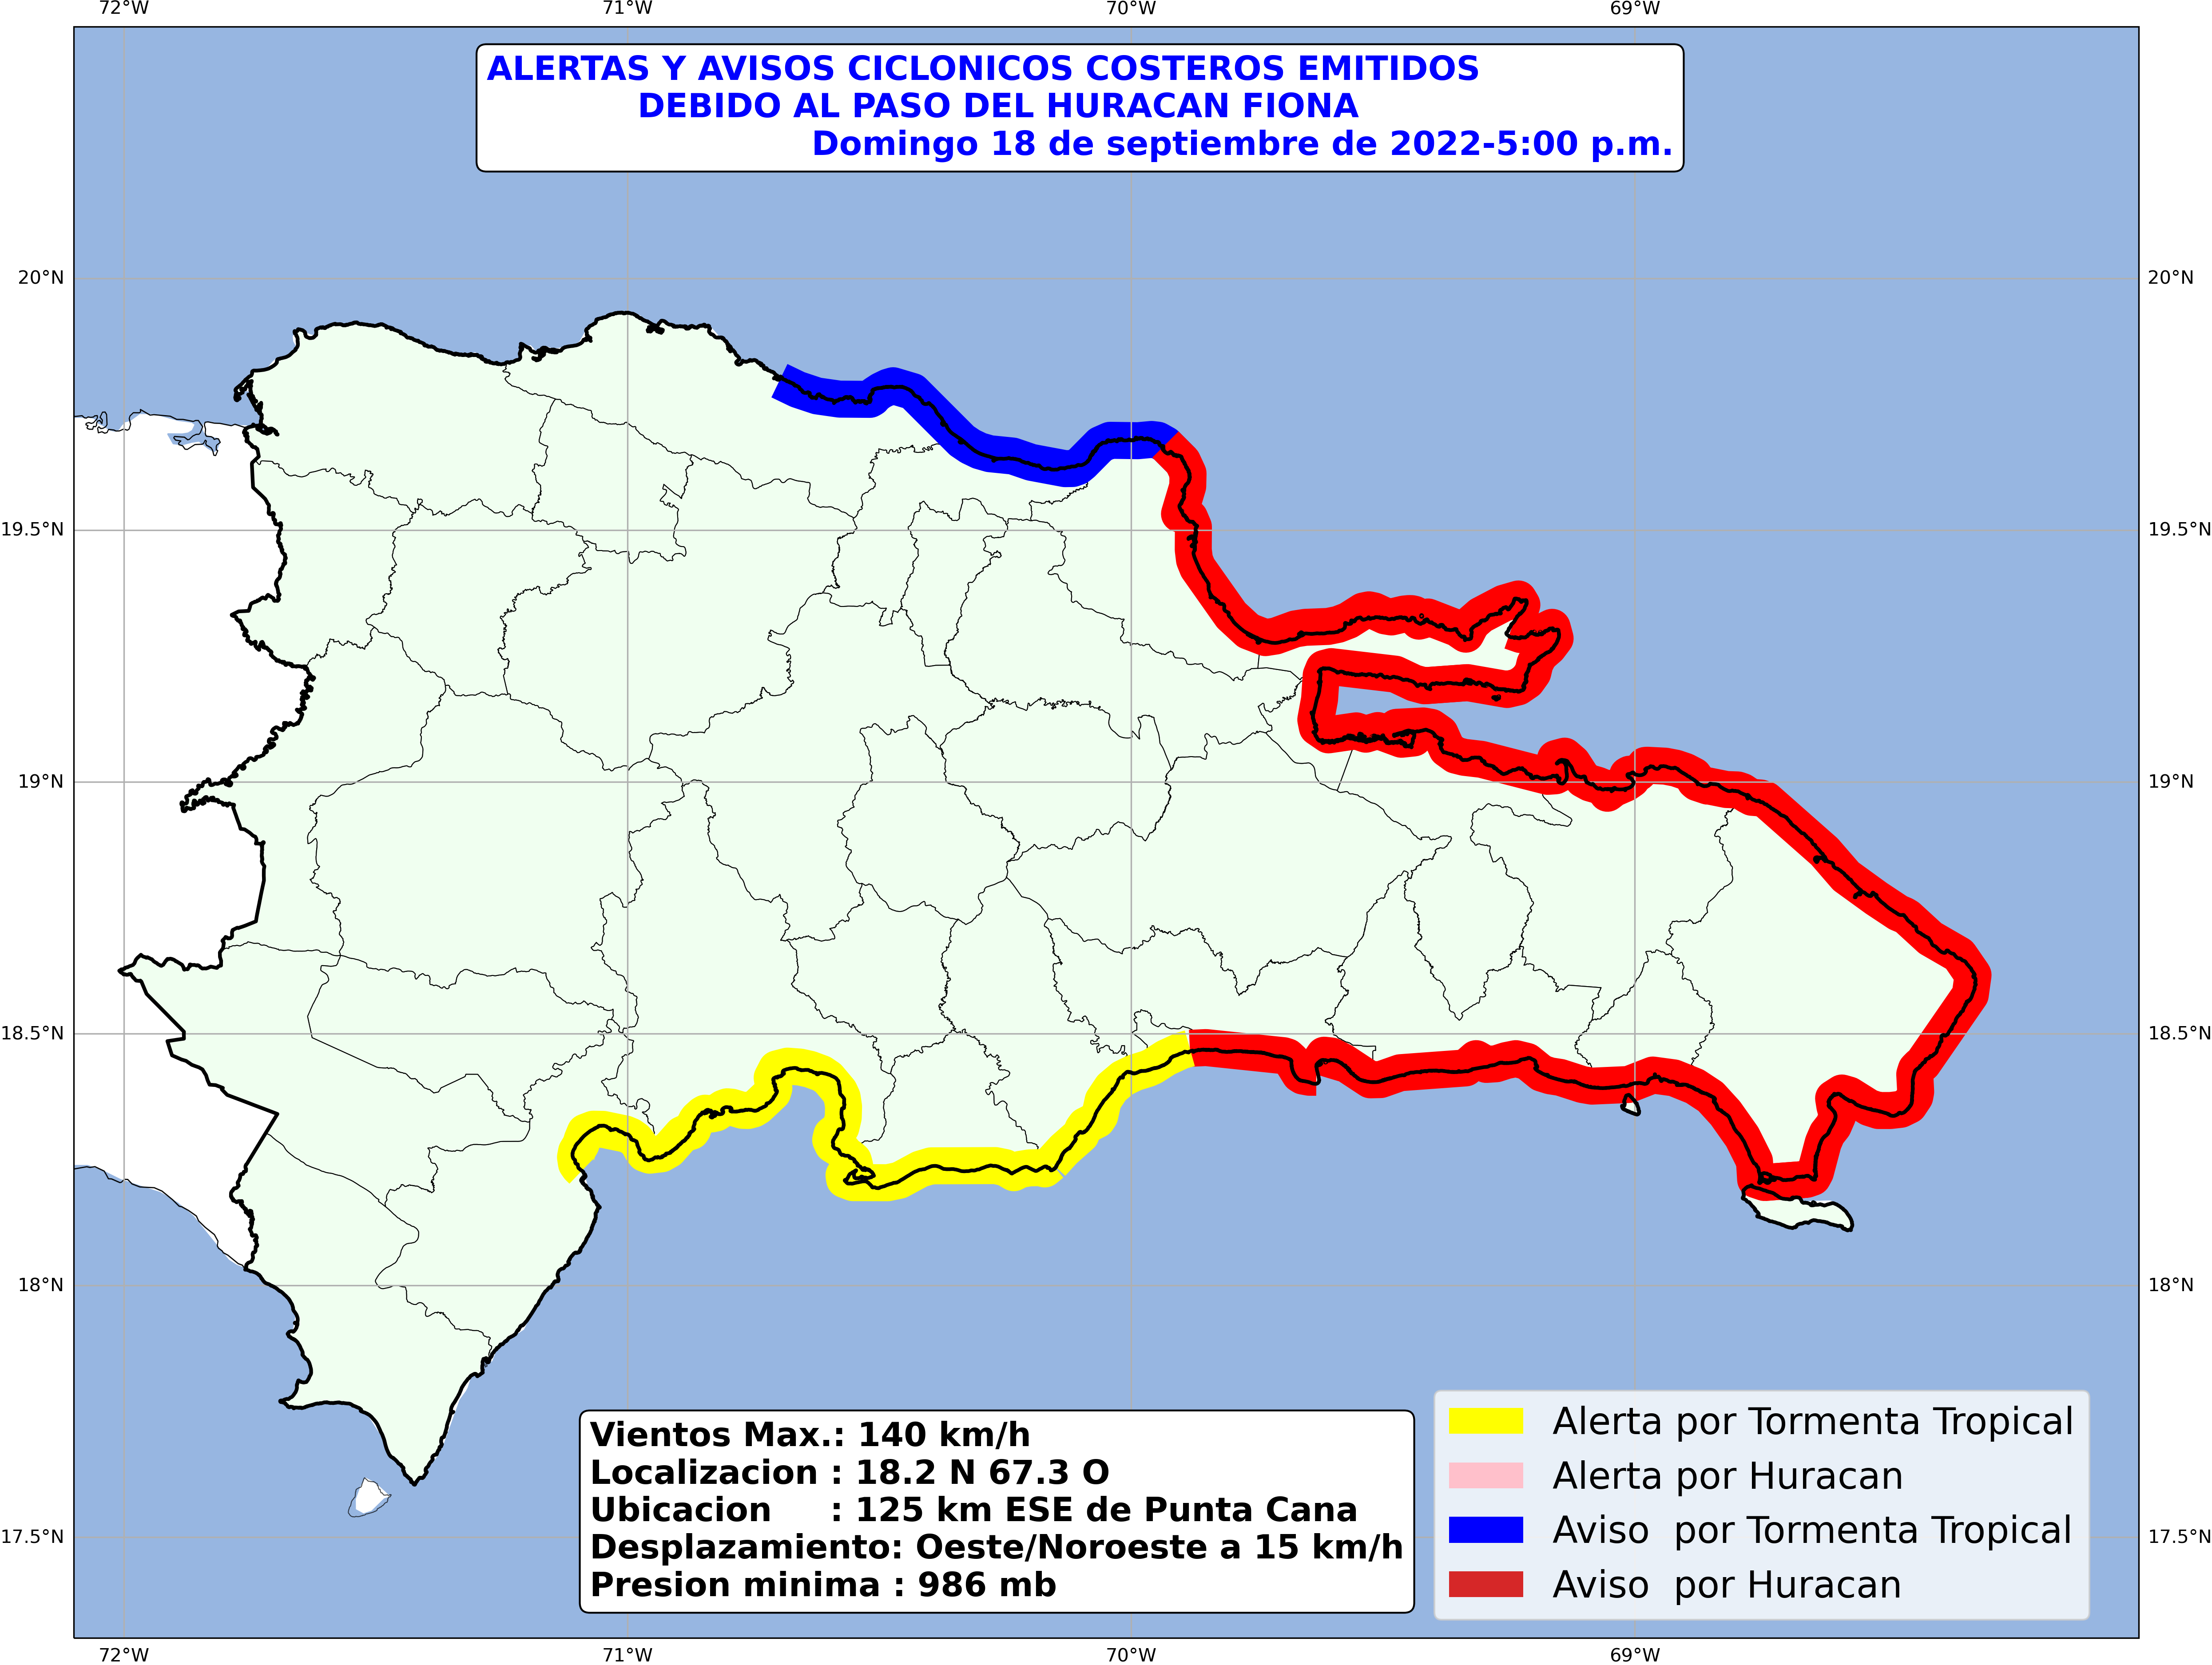 72°W 71°W 70°W 69°W
ALERTAS Y AVISOS CICLONICOS COSTEROS EMITIDOS
DEBIDO AL PASO DEL HURACAN FIONA
Domingo 18 de septiembre de 2022-5:00 p.m.
20°N 20°N
19.5°N 19.5°N
19°N 19°N
18.5°N 18.5°N
18°N 18°N
17.5°N 17.5°N
Vientos Max.: 140 km/h
Localizacion : 18.2 N 67.3 O
Ubicacion : 125 km ESE de Punta Cana
Desplazamiento: Oeste/Noroeste a 15 km/h
Presion minima : 986 mb
Alerta por Tormenta Tropical
Alerta por Huracan
Aviso por Tormenta Tropical
Aviso por Huracan
72°W 71°W 70°W 69°W